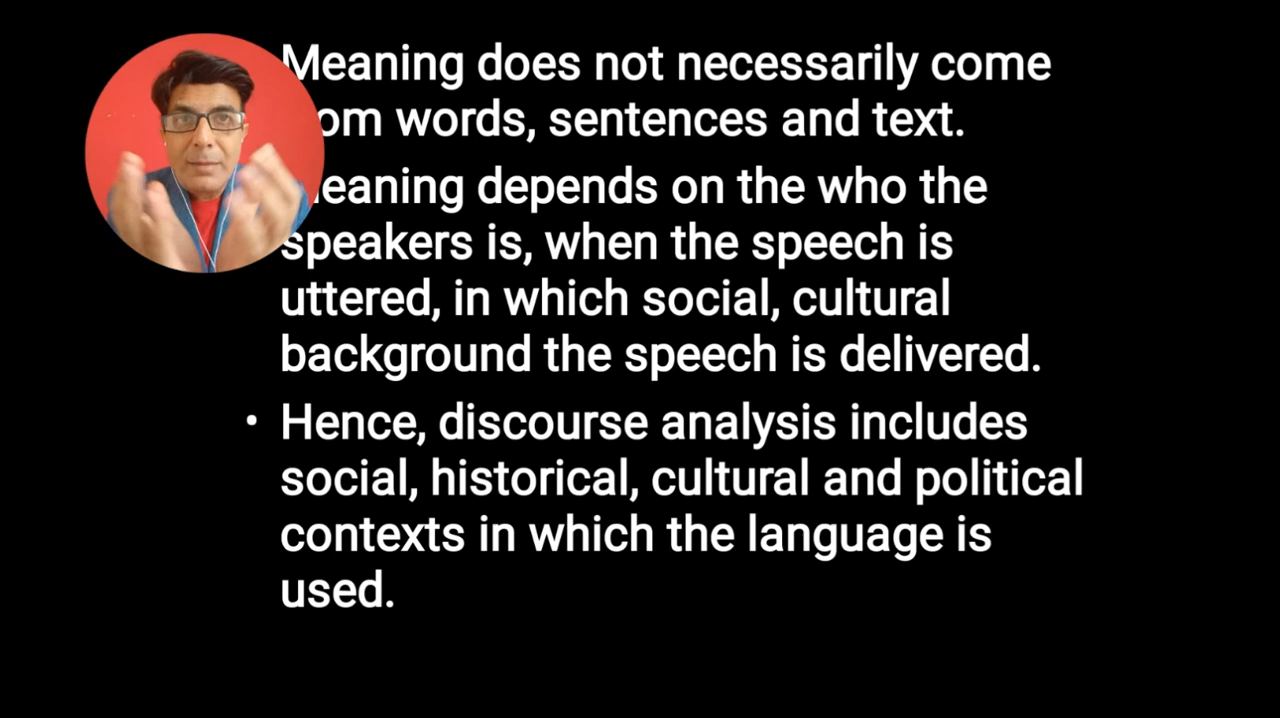 Meaning does not necessarily come
om words, sentences and text.
eaning depends on the who the
speakers is, when the speech is
uttered, in which social, cultural
background the speech is delivered.
• Hence, discourse analysis includes
social, historical, cultural and political
contexts in which the language is
used.